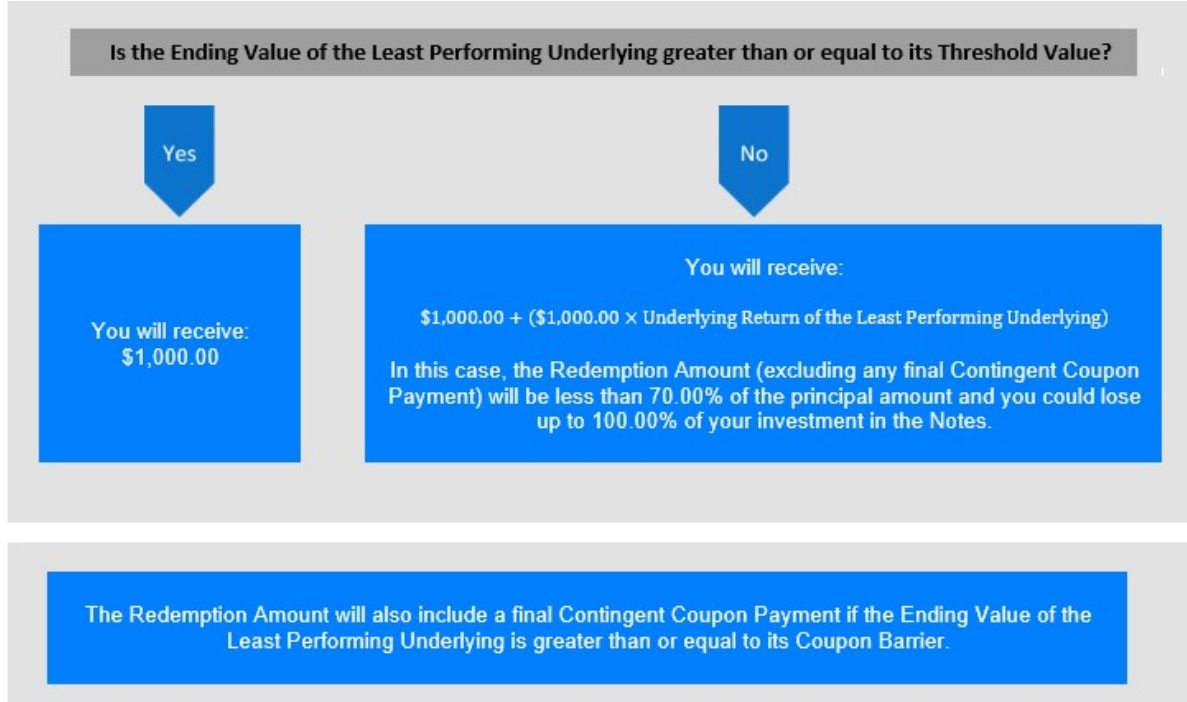 Is the Ending Value of the Least Performing Underlying greater than or equal to its Threshold Value?
Yes
No
You will receive:
$1,000.00
You will receive:
$1,000.00 + ($1,000.00 × Underlying Return of the Least Performing Underlying)
In this case, the Redemption Amount (excluding any final Contingent Coupon
Payment) will be less than 70.00% of the principal amount and you could lose
up to 100.00% of your investment in the Notes.
The Redemption Amount will also include a final Contingent Coupon Payment if the Ending Value of the
Least Performing Underlying is greater than or equal to its Coupon Barrier.